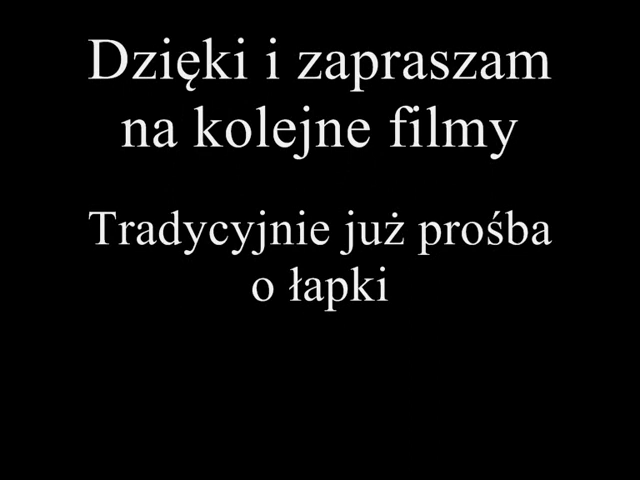 Dzięki i zapraszam
na kolejne filmy
Tradycyjnie już prośba
o łapki